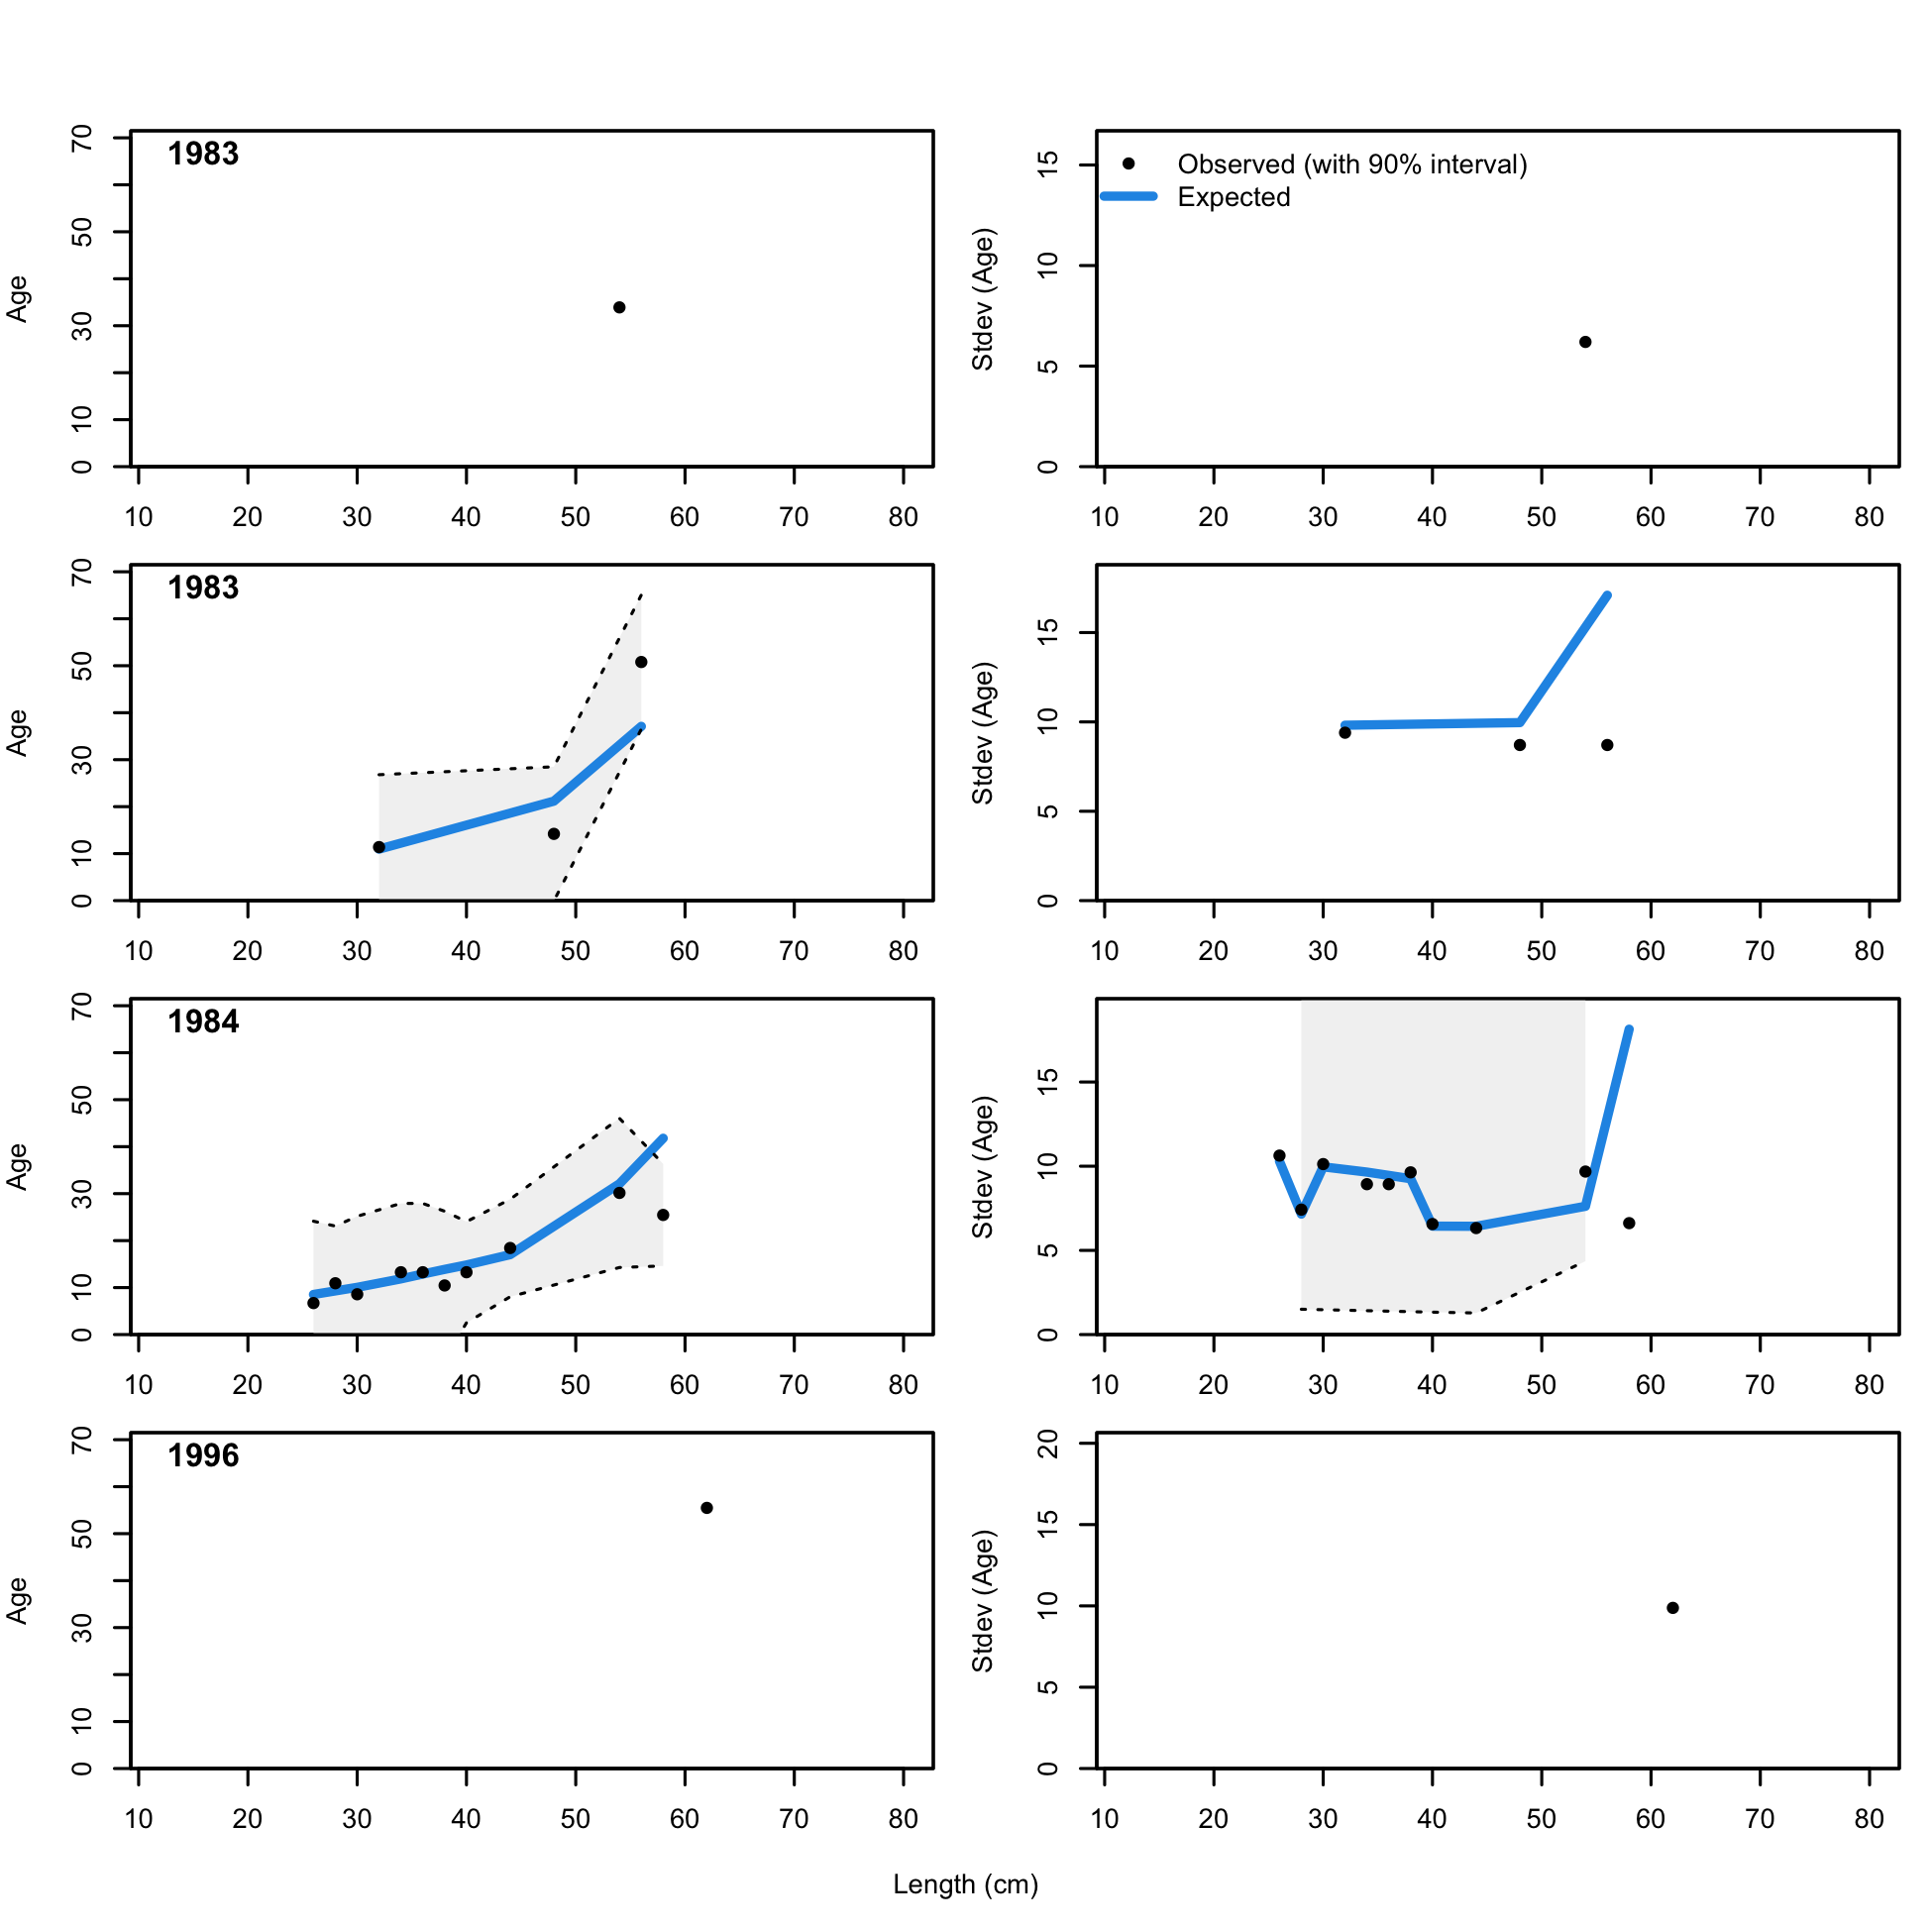 1983
Age
0 10 30 50 70
10 20 30 40 50 60 70 80
Observed (with 90% interval)
Expected
Stdev (Age)
0 5 10 15
10 20 30 40 50 60 70 80
1983
Age
0 10 30 50 70
10 20 30 40 50 60 70 80
Stdev (Age)
0 5 10 15
10 20 30 40 50 60 70 80
1984
Age
0 10 30 50 70
10 20 30 40 50 60 70 80
Stdev (Age)
0 5 10 15
10 20 30 40 50 60 70 80
1996
Age
0 10 30 50 70
10 20 30 40 50 60 70 80
Stdev (Age)
0 5 10 15 20
10 20 30 40 50 60 70 80
Length (cm)